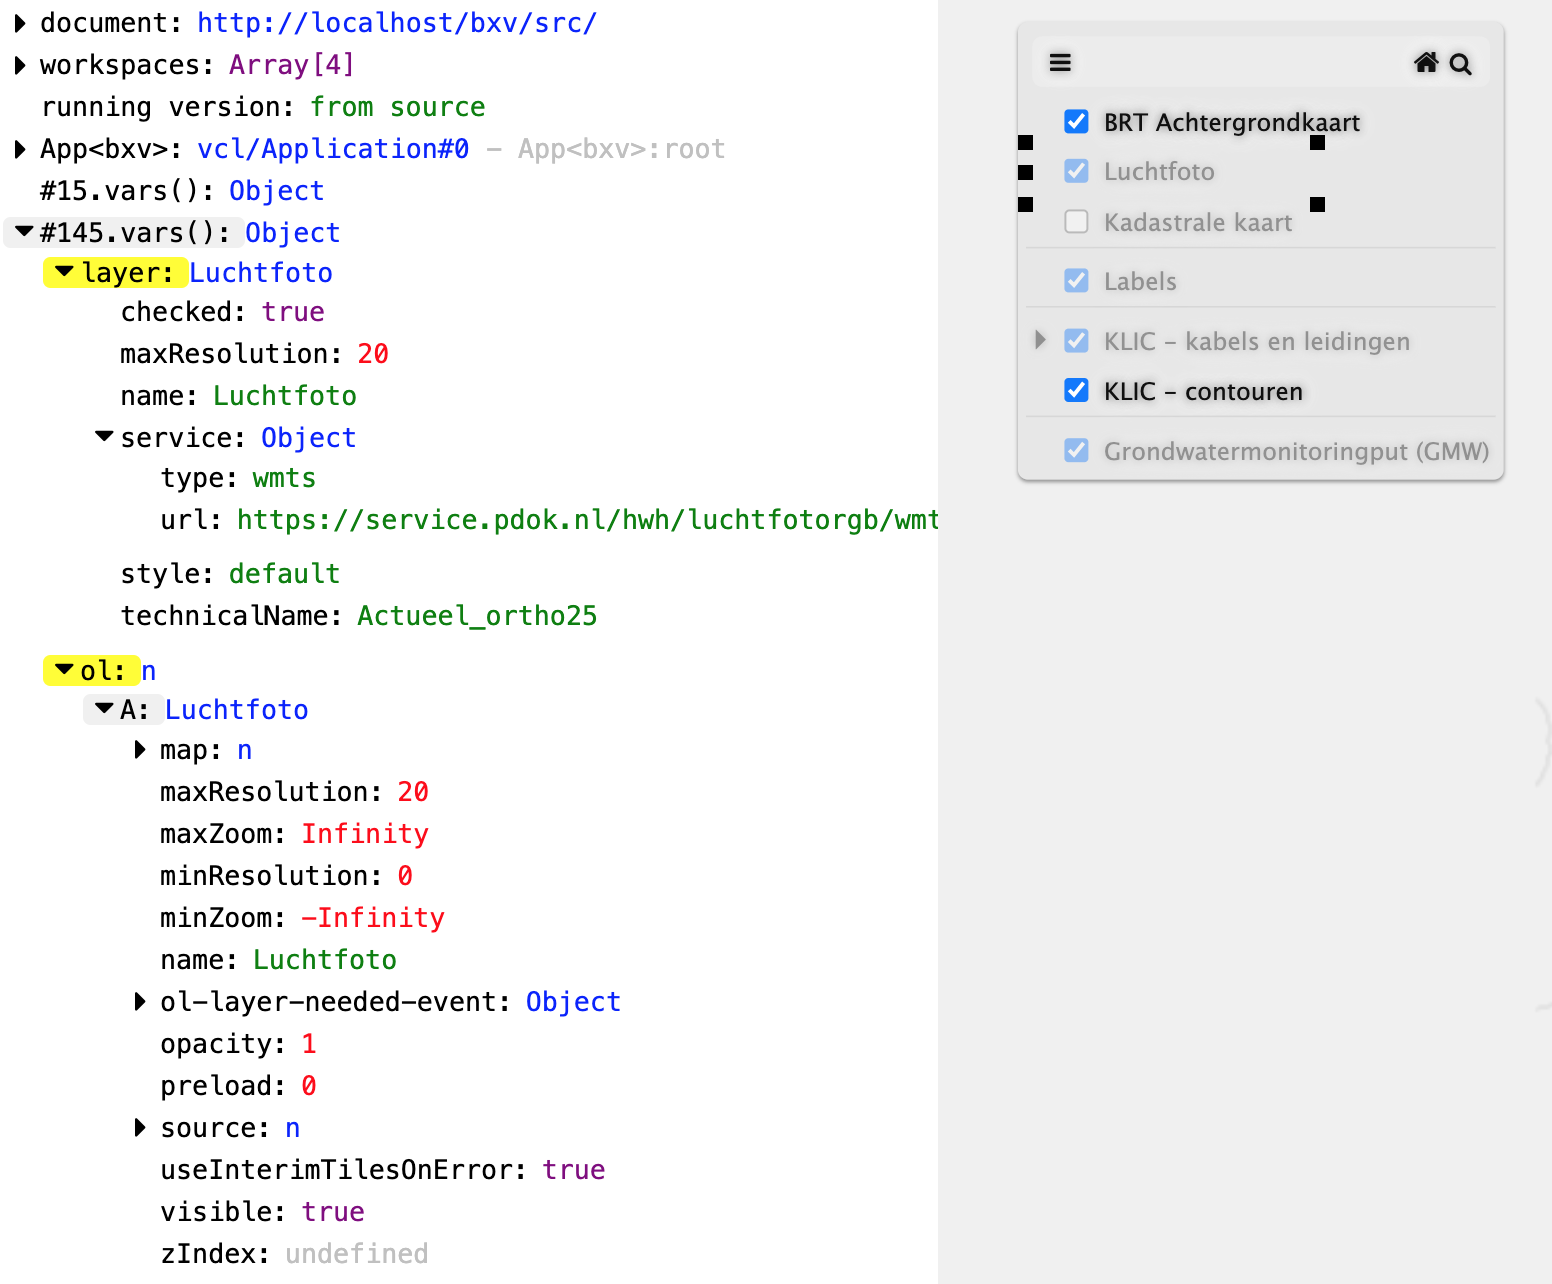 document: http://localhost/bxv/src/
workspaces: Array[4]
running version: from source
App<bxv>: vcl/Application#0 – App<bxv>:root
#15.vars(): Object
#145.vars(): Object
layer: Luchtfoto
checked: true
maxResolution: 20
name: Luchtfoto
service: Object
type: wmts
url: https://service.pdok.nl/hwh/luchtfotorgb/wmt
style: default
technicalName: Actueel_ortho25
ol: n
A: Luchtfoto
map: n
maxResolution: 20
maxZoom: Infinity
minResolution: 0
minZoom: -Infinity
name: Luchtfoto
ol-layer-needed-event: Object
opacity: 1
preload: 0
source: n
useInterimTilesOnError: true
visible: true
zIndex: undefined
BRT Achtergrondkaart
Luchtfoto
Kadastrale kaart
Labels
KLIC – kabels en leidingen
KLIC – contouren
Grondwatermonitoringput (GMW)